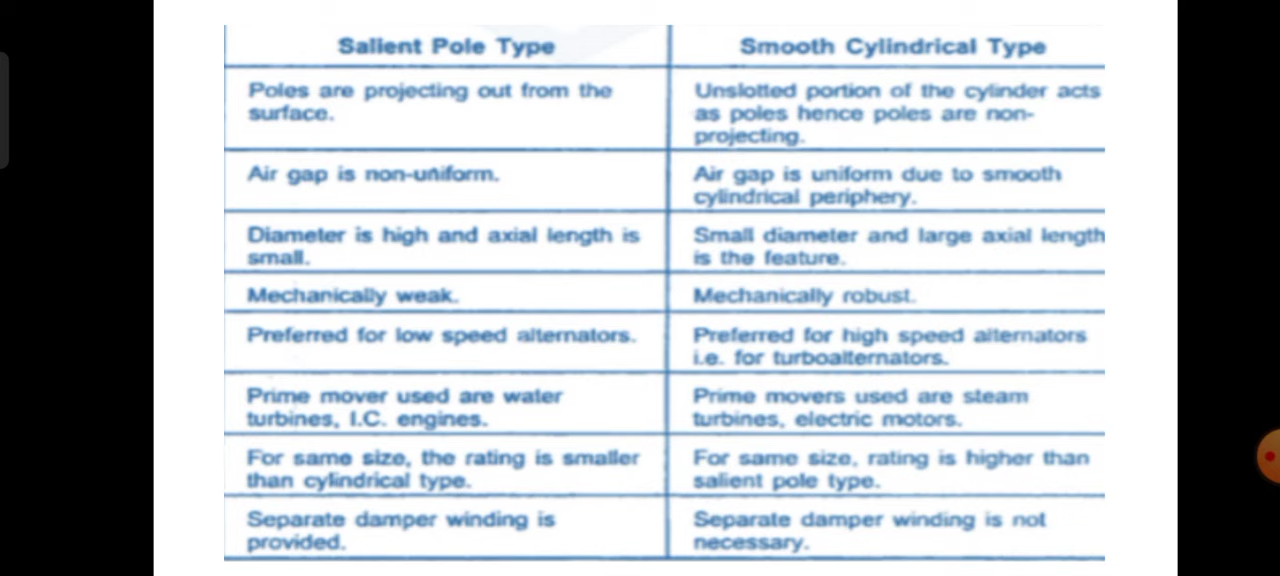 Salient Pole Type
Smooth Cylindrical Type
Poles are projecting out from the
surface.
Unslotted portion of the cylinder acts
as poles hence poles are non-
projecting.
Air gap is non-uniform.
Air gap is uniform due to smooth
cylindrical periphery.
Diameter is high and axial length is
small.
Small diameter and large axial length
is the feature.
Mechanically weak.
Mechanically robust.
Preferred for low speed alternators.
Preferred for high speed alternators
i.e. for turboalternators.
Prime mover used are water
turbines, I.C. engines.
Prime movers used are steam
turbines, electric motors.
For same size, the rating is smaller
than cylindrical type.
For same size, rating is higher than
salient pole type.
Separate damper winding is
provided.
Separate damper winding is not
necessary.